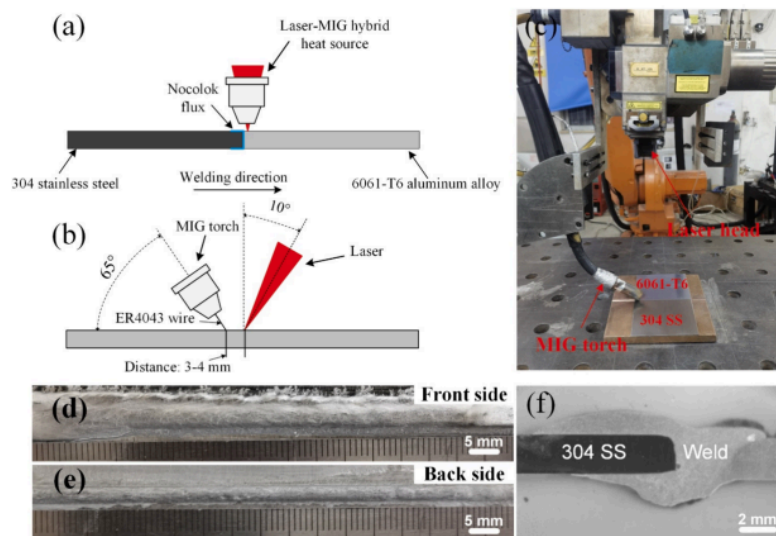 (a)
Laser-MIG hybrid
heat source
Nocolok
flux
304 stainless steel
Welding direction
6061-T6 aluminum alloy
(b)
MIG torch
10°
Laser
65°
ER4043 wire
Distance: 3-4 mm
(c)
Laser head
6061-T6
304 SS
MIG torch
(d)
Front side
5 mm
(e)
Back side
5 mm
(f)
304 SS
Weld
2 mm